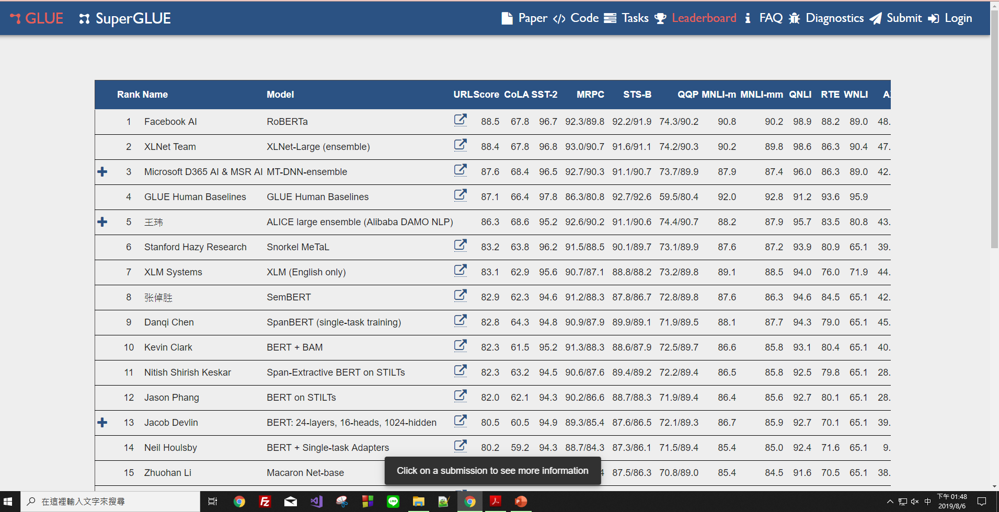 GLUE SuperGLUE Paper Code Tasks Leaderboard FAQ Diagnostics Submit Login
Rank Name Model URL Score CoLA SST-2 MRPC STS-B QQP MNLI-m MNLI-mm QNLI RTE WNLI
1 Facebook AI RoBERTa 88.5 67.8 96.7 92.3/89.8 92.2/91.9 74.3/90.2 90.8 90.2 98.9 88.2 89.0 48.
2 XLNet Team XLNet-Large (ensemble) 88.4 67.8 96.8 93.0/90.7 91.6/91.1 74.2/90.3 90.2 89.8 98.6 86.3 90.4 47.
3 Microsoft D365 AI & MSR AI MT-DNN-ensemble 87.6 68.4 96.5 92.7/90.3 91.1/90.7 73.7/89.9 87.9 87.4 96.0 86.3 89.0 42.
4 GLUE Human Baselines GLUE Human Baselines 87.1 66.4 97.8 86.3/80.8 92.7/92.6 59.5/80.4 92.0 92.8 91.2 93.6 95.9
5 王玮 ALICE large ensemble (Alibaba DAMO NLP) 86.3 68.6 95.2 92.6/90.2 91.1/90.6 74.4/90.7 88.2 87.9 95.7 83.5 80.8 43.
6 Stanford Hazy Research Snorkel MeTaL 83.2 63.8 96.2 91.5/88.5 90.1/89.7 73.1/89.9 87.6 87.2 93.9 80.9 65.1 39.
7 XLM Systems XLM (English only) 83.1 62.9 95.6 90.7/87.1 88.8/88.2 73.2/89.8 89.1 88.5 94.0 76.0 71.9 44.
8 张倬胜 SemBERT 82.9 62.3 94.6 91.2/88.3 87.8/86.7 72.8/89.8 87.6 86.3 94.6 84.5 65.1 42.
9 Danqi Chen SpanBERT (single-task training) 82.8 64.3 94.8 90.9/87.9 89.9/89.1 71.9/89.5 88.1 87.7 94.3 79.0 65.1 45.
10 Kevin Clark BERT + BAM 82.3 61.5 95.2 91.3/88.3 88.6/87.9 72.5/89.7 86.6 85.8 93.1 80.4 65.1 40.
11 Nitish Shirish Keskar Span-Extractive BERT on STILTs 82.3 63.2 94.5 90.6/87.6 89.4/89.2 72.2/89.4 86.5 85.8 92.5 79.8 65.1 28.
12 Jason Phang BERT on STILTs 82.0 62.1 94.3 90.2/86.6 88.7/88.3 71.9/89.4 86.4 85.6 92.7 80.1 65.1 28.
13 Jacob Devlin BERT: 24-layers, 16-heads, 1024-hidden 80.5 60.5 94.9 89.3/85.4 87.6/86.5 72.1/89.3 86.7 85.9 92.7 70.1 65.1 39.
14 Neil Houlsby BERT + Single-task Adapters 80.2 59.2 94.3 88.7/84.3 87.3/86.1 71.5/89.4 85.4 85.0 92.4 71.6 65.1 9.
15 Zhuohan Li Macaron Net-base 4 87.5/86.3 70.8/89.0 85.4 84.5 91.6 70.5 65.1 38.
Click on a submission to see more information
在這裡輸入文字來搜尋
中
下午 01:48
2019/8/6